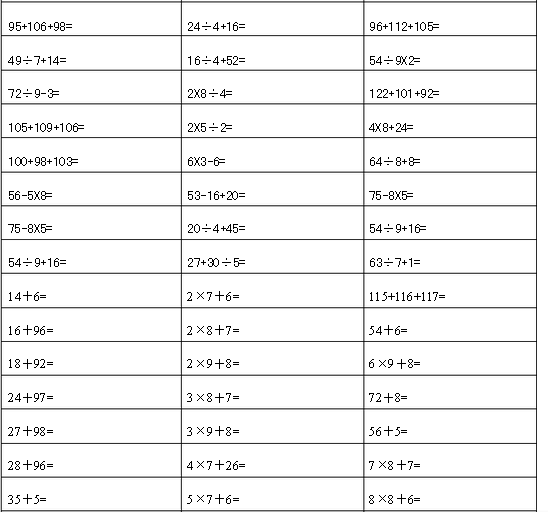 95+106+98= 24÷4+16= 96+112+105=
49÷7+14= 16÷4+52= 54÷9X2=
72÷9-3= 2X8÷4= 122+101+92=
105+109+106= 2X5÷2= 4X8+24=
100+98+103= 6X3-6= 64÷8+8=
56-5X8= 53-16+20= 75-8X5=
75-8X5= 20÷4+45= 54÷9+16=
54÷9+16= 27+30÷5= 63÷7+1=
14＋6= 2×7＋6= 115+116+117=
16＋96= 2×8＋7= 54＋6=
18＋92= 2×9＋8= 6×9＋8=
24＋97= 3×8＋7= 72＋8=
27＋98= 3×9＋8= 56＋5=
28＋96= 4×7＋26= 7×8＋7=
35＋5= 5×7＋6= 8×8＋6=